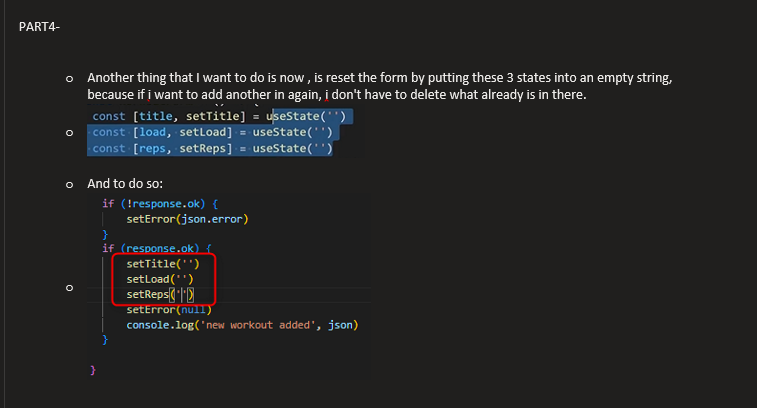 PART4-
Another thing that I want to do is now , is reset the form by putting these 3 states into an empty string,
because if i want to add another in again, i don't have to delete what already is in there.
const [title, setTitle] = useState('')
const [load, setLoad] = useState('')
const [reps, setReps] = useState('')
And to do so:
if (!response.ok) {
setError(json.error)
}
if (response.ok) {
setTitle('')
setLoad('')
setReps('')
setError(null)
console.log('new workout added', json)
}
}